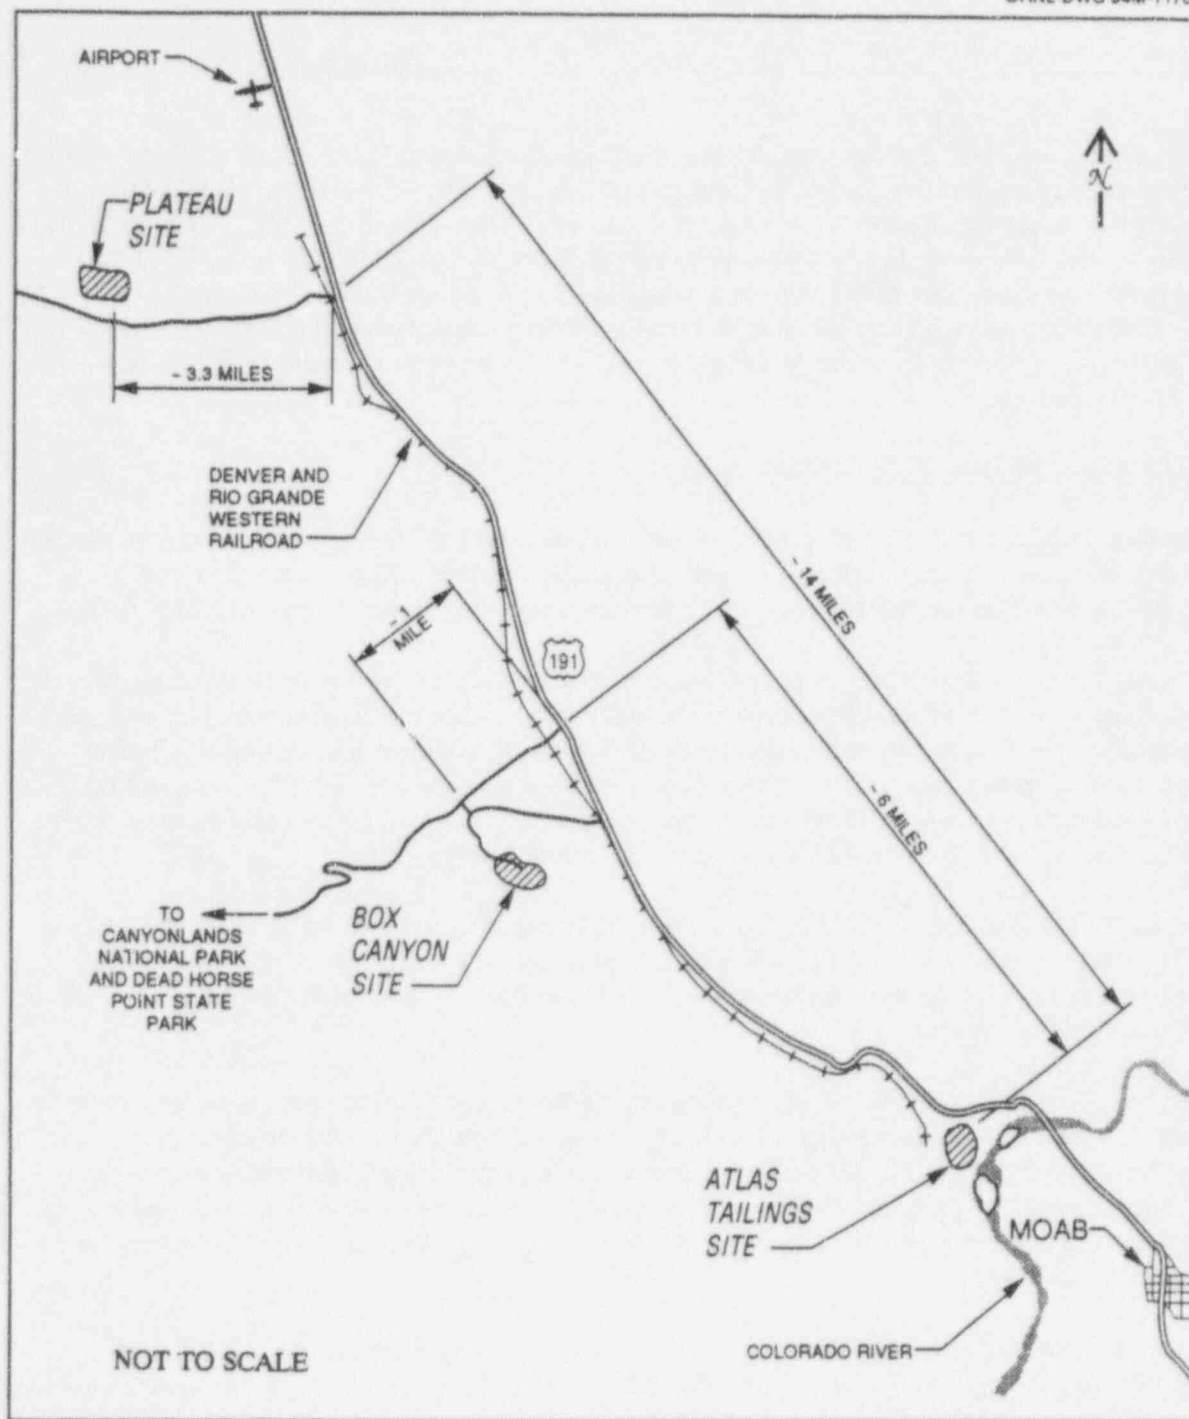 AIRPORT
N
PLATEAU
SITE
~ 3.3 MILES
DENVER AND
RIO GRANDE
WESTERN
RAILROAD
~ 14 MILES
~ 1
MILE
191
~ 6 MILES
TO
CANYONLANDS
NATIONAL PARK
AND DEAD HORSE
POINT STATE
PARK
BOX
CANYON
SITE
ATLAS
TAILINGS
SITE
MOAB
COLORADO RIVER
NOT TO SCALE